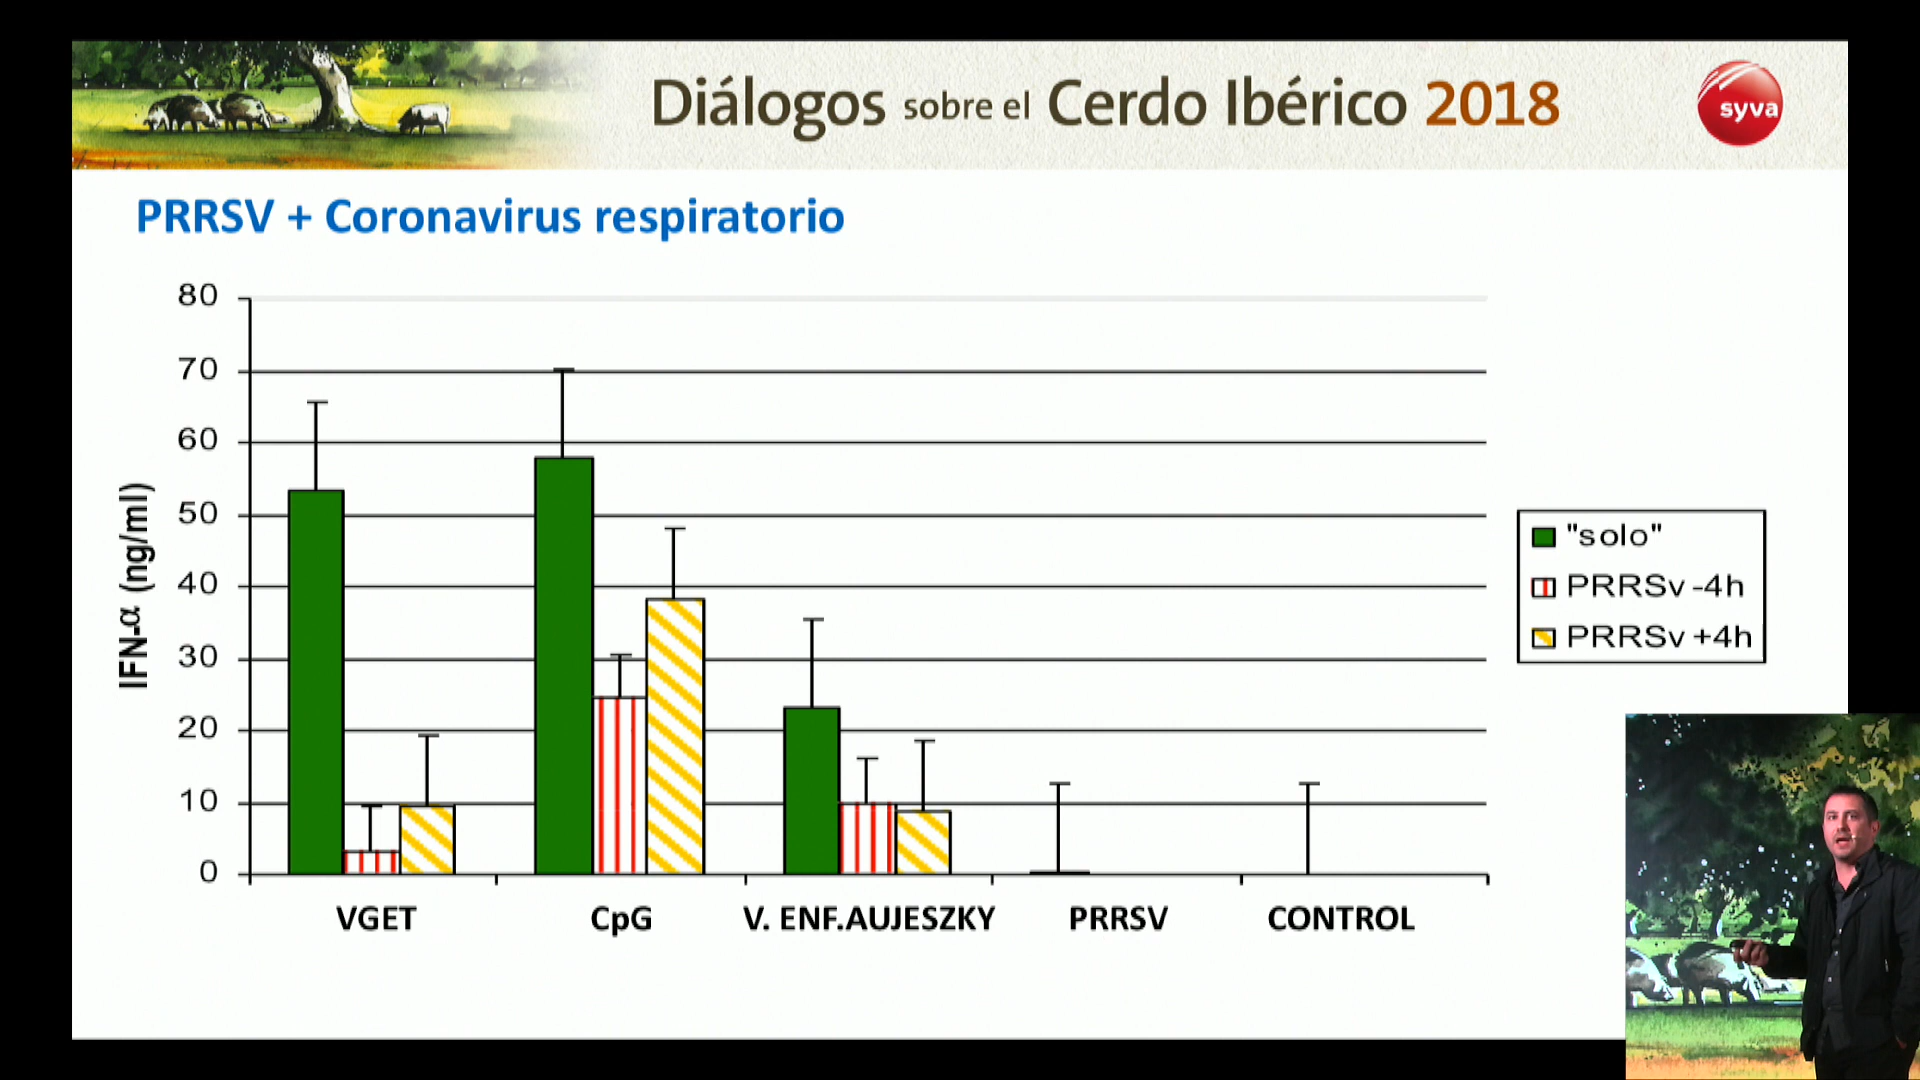 Diálogos sobre el Cerdo Ibérico 2018
syva
PRRSV + Coronavirus respiratorio
80
70
60
50
40
30
20
10
0
IFN-α (ng/ml)
"solo"
PRRSv -4h
PRRSv +4h
VGET
CpG
V. ENF.AUJESZKY
PRRSV
CONTROL